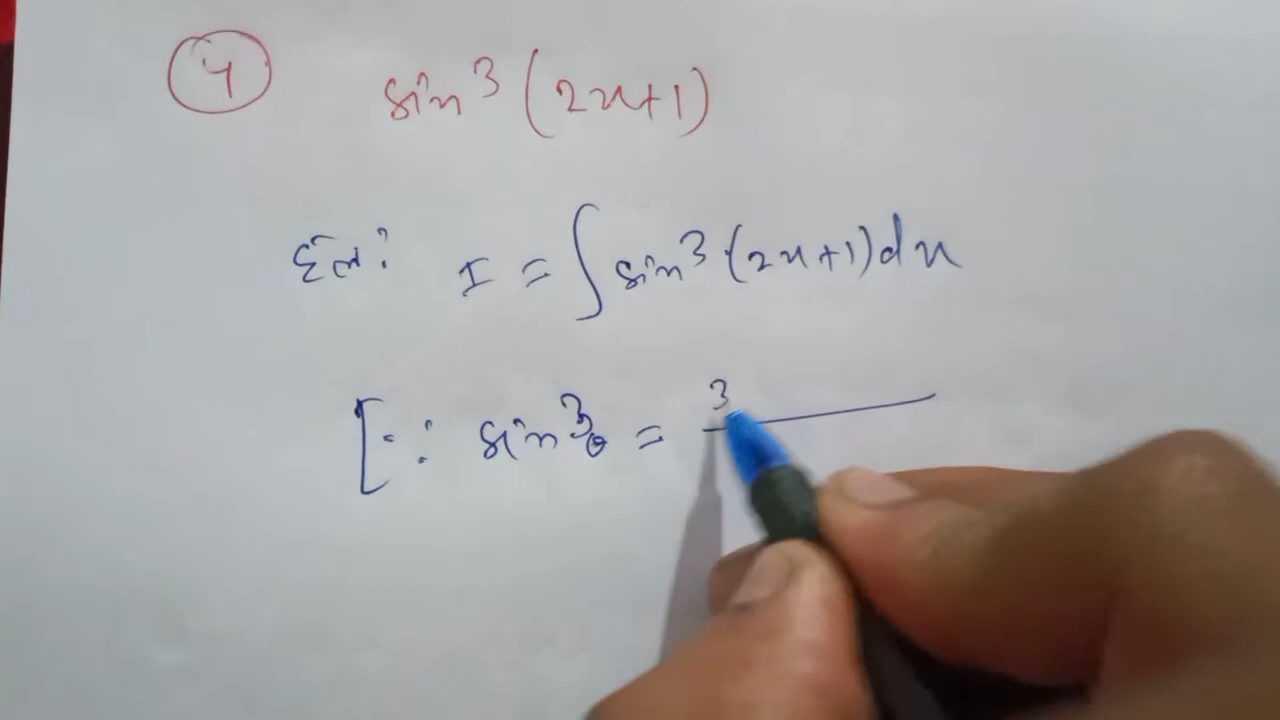 4 sin³ (2x+1)
हल: I = ∫ sin³ (2x+1) dx
[∵ sin³θ = 3